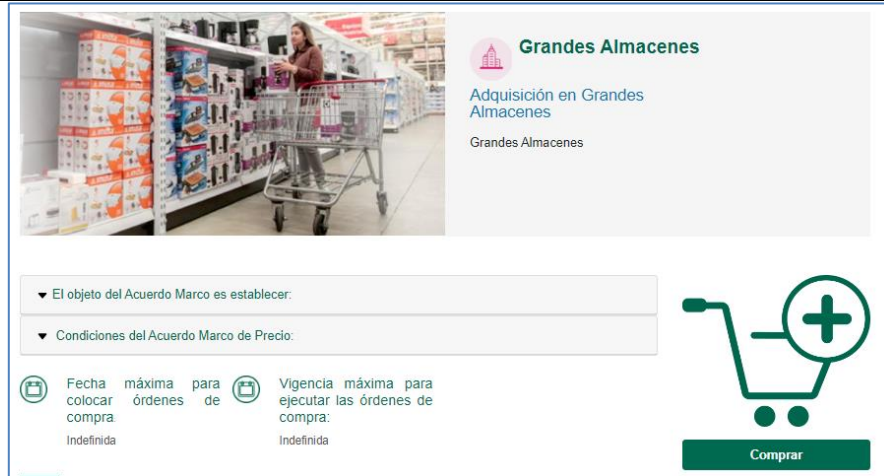 Grandes Almacenes
Adquisición en Grandes
Almacenes
Grandes Almacenes
El objeto del Acuerdo Marco es establecer:
Condiciones del Acuerdo Marco de Precio:
Fecha máxima para
colocar órdenes de
compra.
Indefinida
Vigencia máxima para
ejecutar las órdenes de
compra:
Indefinida
Comprar